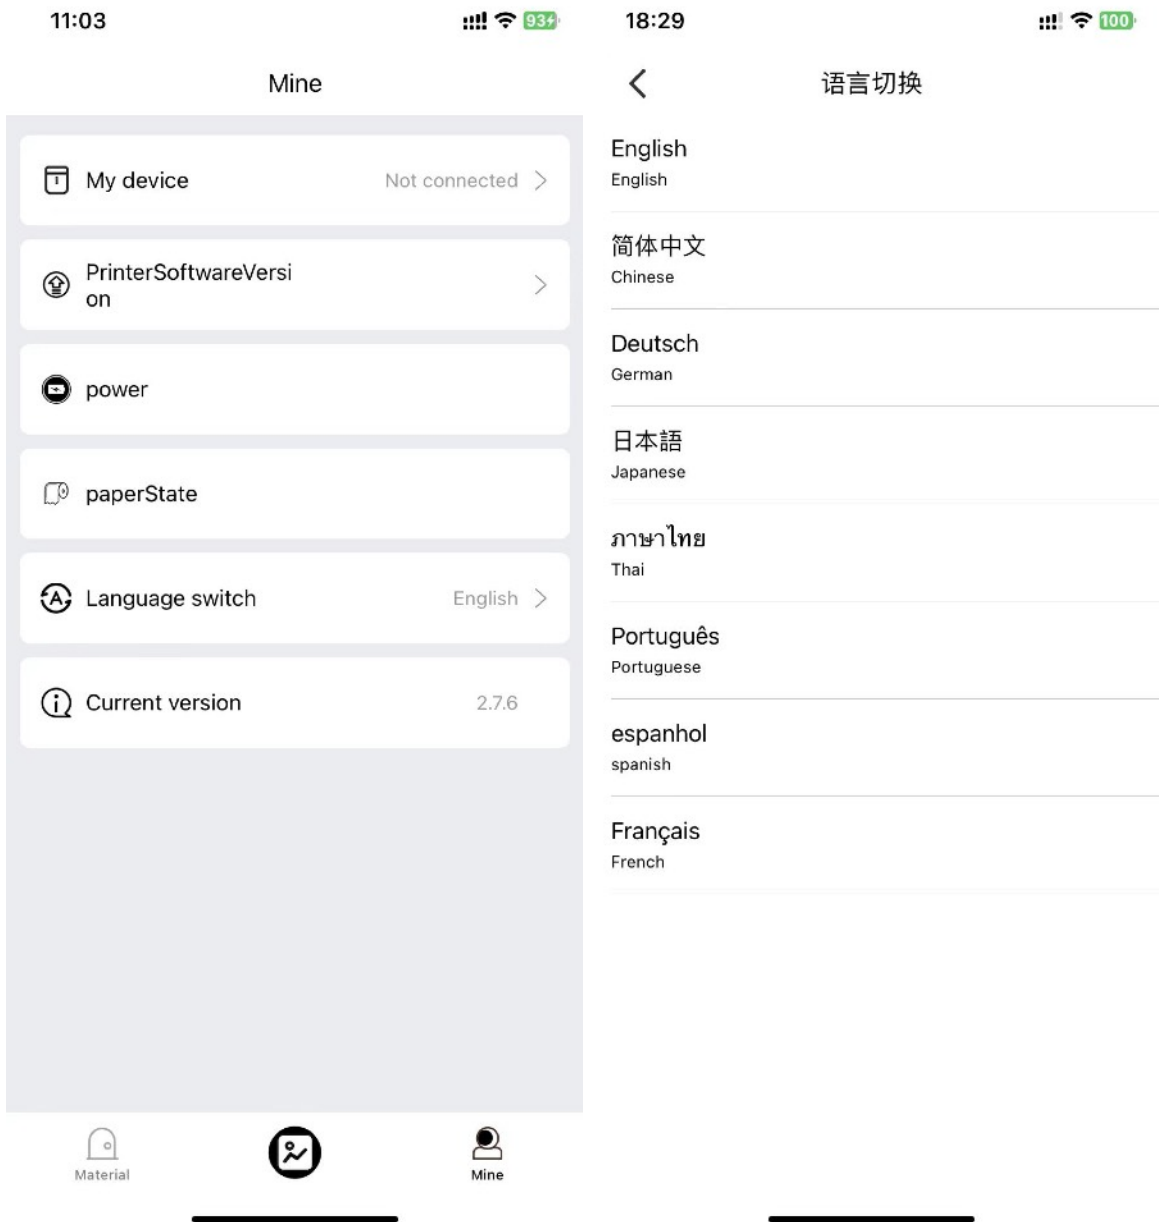 11:03
93
Mine
My device
Not connected
PrinterSoftwareVersi
on
power
paperState
Language switch
English
Current version
2.7.6
Material
Mine
18:29
100
语言切换
English
English
简体中文
Chinese
Deutsch
German
日本語
Japanese
ภาษาไทย
Thai
Português
Portuguese
espanhol
spanish
Français
French